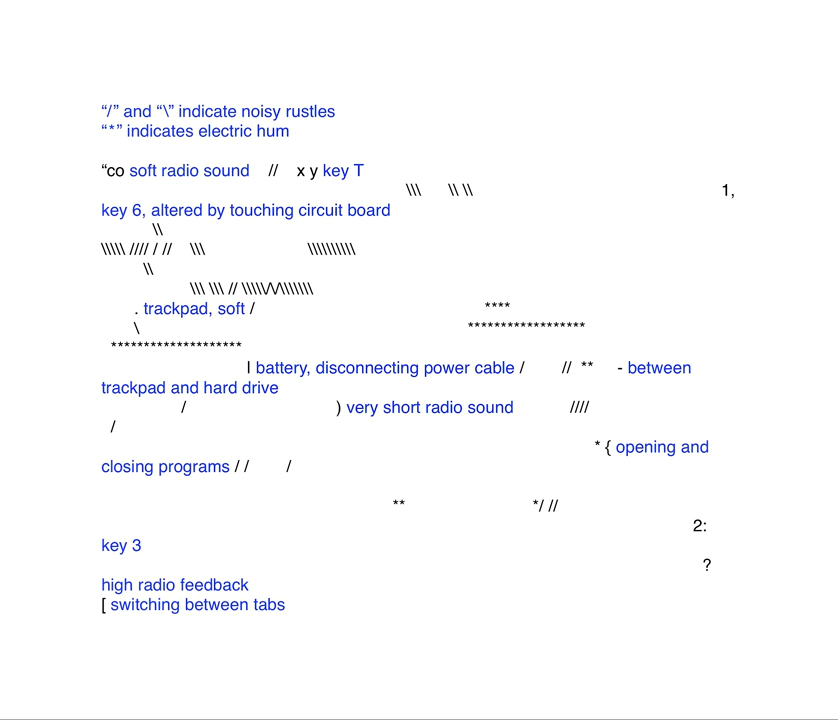 “/” and “\” indicate noisy rustles
“*” indicates electric hum
“co soft radio sound // x y key T
\\\ \\ \\ 1,
key 6, altered by touching circuit board
\\
\\\\\ //// / // \\\ \\\\\\\\\\
\\
\\\ \\\ // \\\\\/\/\\\\\\\
. trackpad, soft / ****
\ ******************
********************
| battery, disconnecting power cable / // ** - between
trackpad and hard drive
/ ) very short radio sound ////
/
* { opening and
closing programs / / /
** */ //
2:
key 3
?
high radio feedback
[ switching between tabs